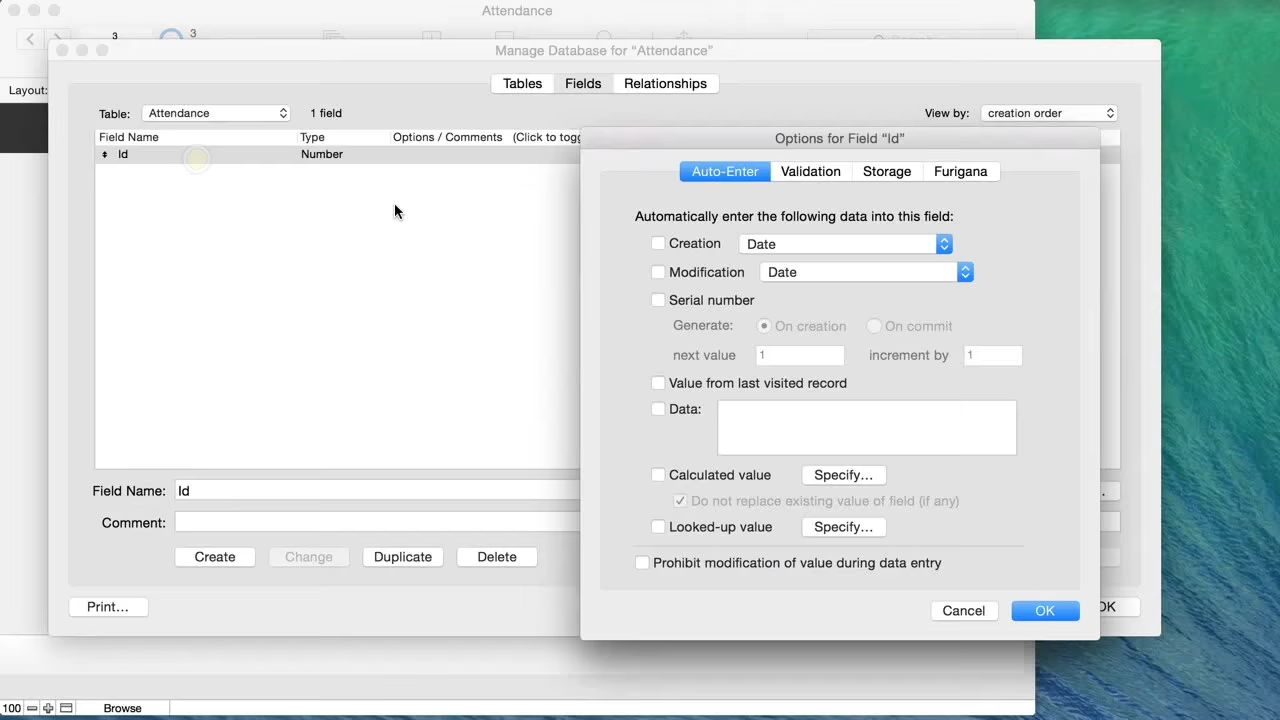 Attendance
3
3
Manage Database for “Attendance”
Layout:
Tables Fields Relationships
Table: Attendance 1 field View by: creation order
Field Name Type Options / Comments (Click to togg
Id Number
Options for Field “Id”
Auto-Enter Validation Storage Furigana
Automatically enter the following data into this field:
Creation Date
Modification Date
Serial number
Generate: On creation On commit
next value 1 increment by 1
Value from last visited record
Data:
Calculated value Specify...
Do not replace existing value of field (if any)
Looked-up value Specify...
Prohibit modification of value during data entry
Cancel OK
Field Name: Id
Comment:
Create Change Duplicate Delete
Print... OK
100 Browse